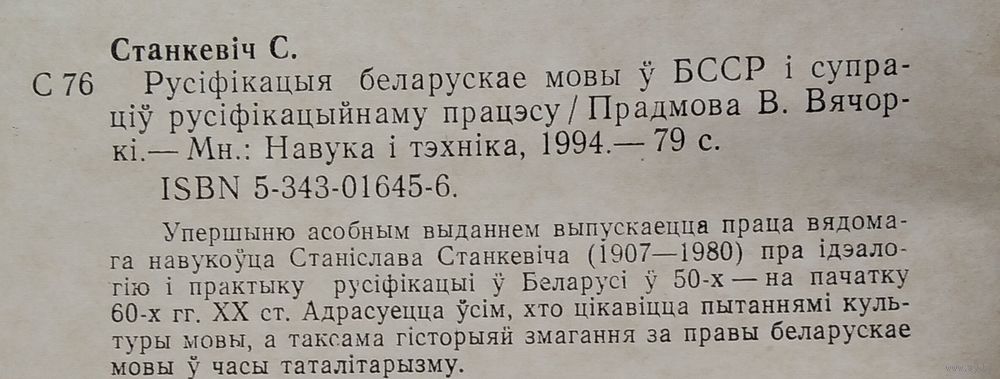 Станкевіч С.
С 76 Русіфікацыя беларускае мовы ў БССР і супра-
ціў русіфікацыйнаму працэсу / Прадмова В. Вячор-
кі.— Мн.: Навука і тэхніка, 1994.— 79 с.
ISBN 5-343-01645-6.
Упершыню асобным выданнем выпускаецца праца вядома-
га навукоўца Станіслава Станкевіча (1907—1980) пра ідэало-
гію і практыку русіфікацыі ў Беларусі ў 50-х — на пачатку
60-х гг. XX ст. Адрасуецца ўсім, хто цікавіцца пытаннямі куль-
туры мовы, а таксама гісторыяй змагання за правы беларускае
мовы ў часы таталітарызму.